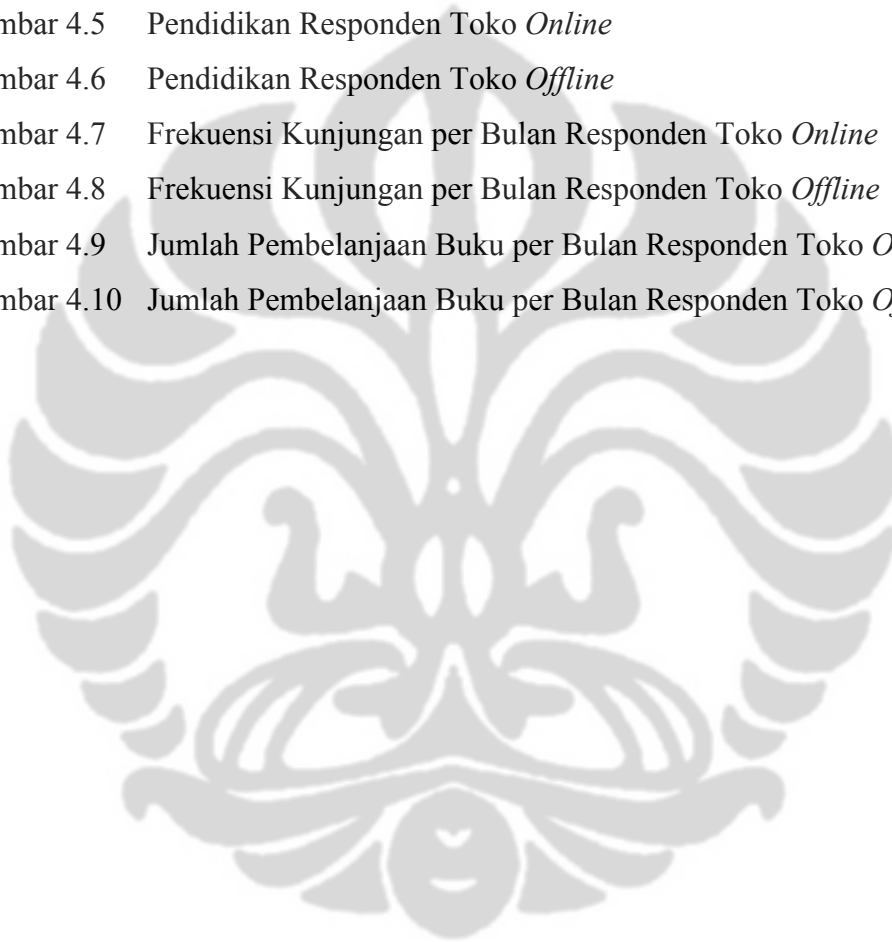 mbar 4.5 Pendidikan Responden Toko Online
mbar 4.6 Pendidikan Responden Toko Offline
mbar 4.7 Frekuensi Kunjungan per Bulan Responden Toko Online
mbar 4.8 Frekuensi Kunjungan per Bulan Responden Toko Offline
mbar 4.9 Jumlah Pembelanjaan Buku per Bulan Responden Toko
mbar 4.10 Jumlah Pembelanjaan Buku per Bulan Responden Toko